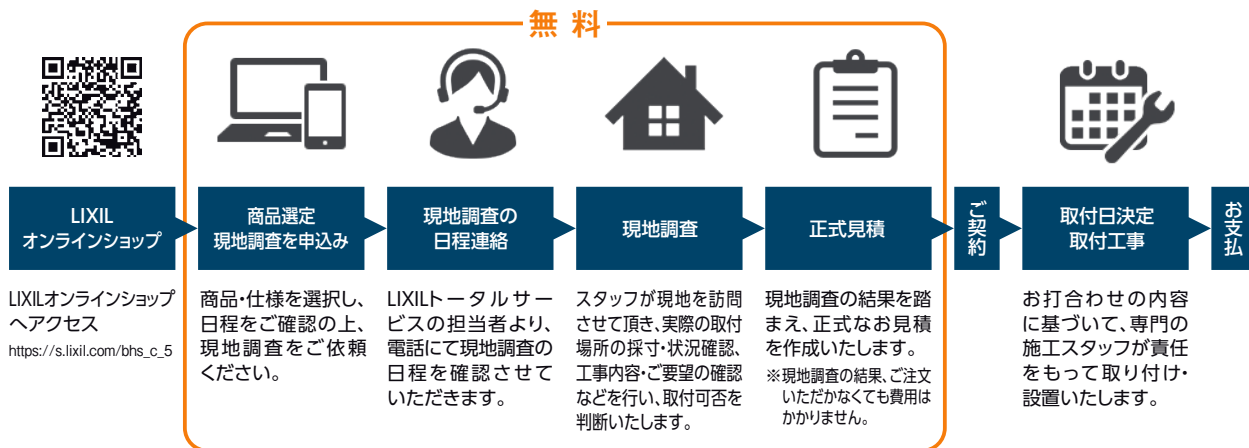 無料
LIXIL
オンラインショップ
LIXILオンラインショップ
へアクセス
https://s.lixil.com/bhs_c_5
商品選定
現地調査を申込み
商品・仕様を選択し、
日程をご確認の上、
現地調査をご依頼
ください。
現地調査の
日程連絡
LIXILトータルサー
ビスの担当者より、
電話にて現地調査の
日程を確認させて
いただきます。
現地調査
スタッフが現地を訪問
させて頂き、実際の取付
場所の採寸・状況確認、
工事内容・ご要望の確認
などを行い、取付可否を
判断いたします。
正式見積
現地調査の結果を踏
まえ、正式なお見積
を作成いたします。
※現地調査の結果、ご注文
いただかなくても費用は
かかりません。
ご契約
取付日決定
取付工事
お打合わせの内容
に基づいて、専門の
施工スタッフが責任
をもって取り付け・
設置いたします。
お支払